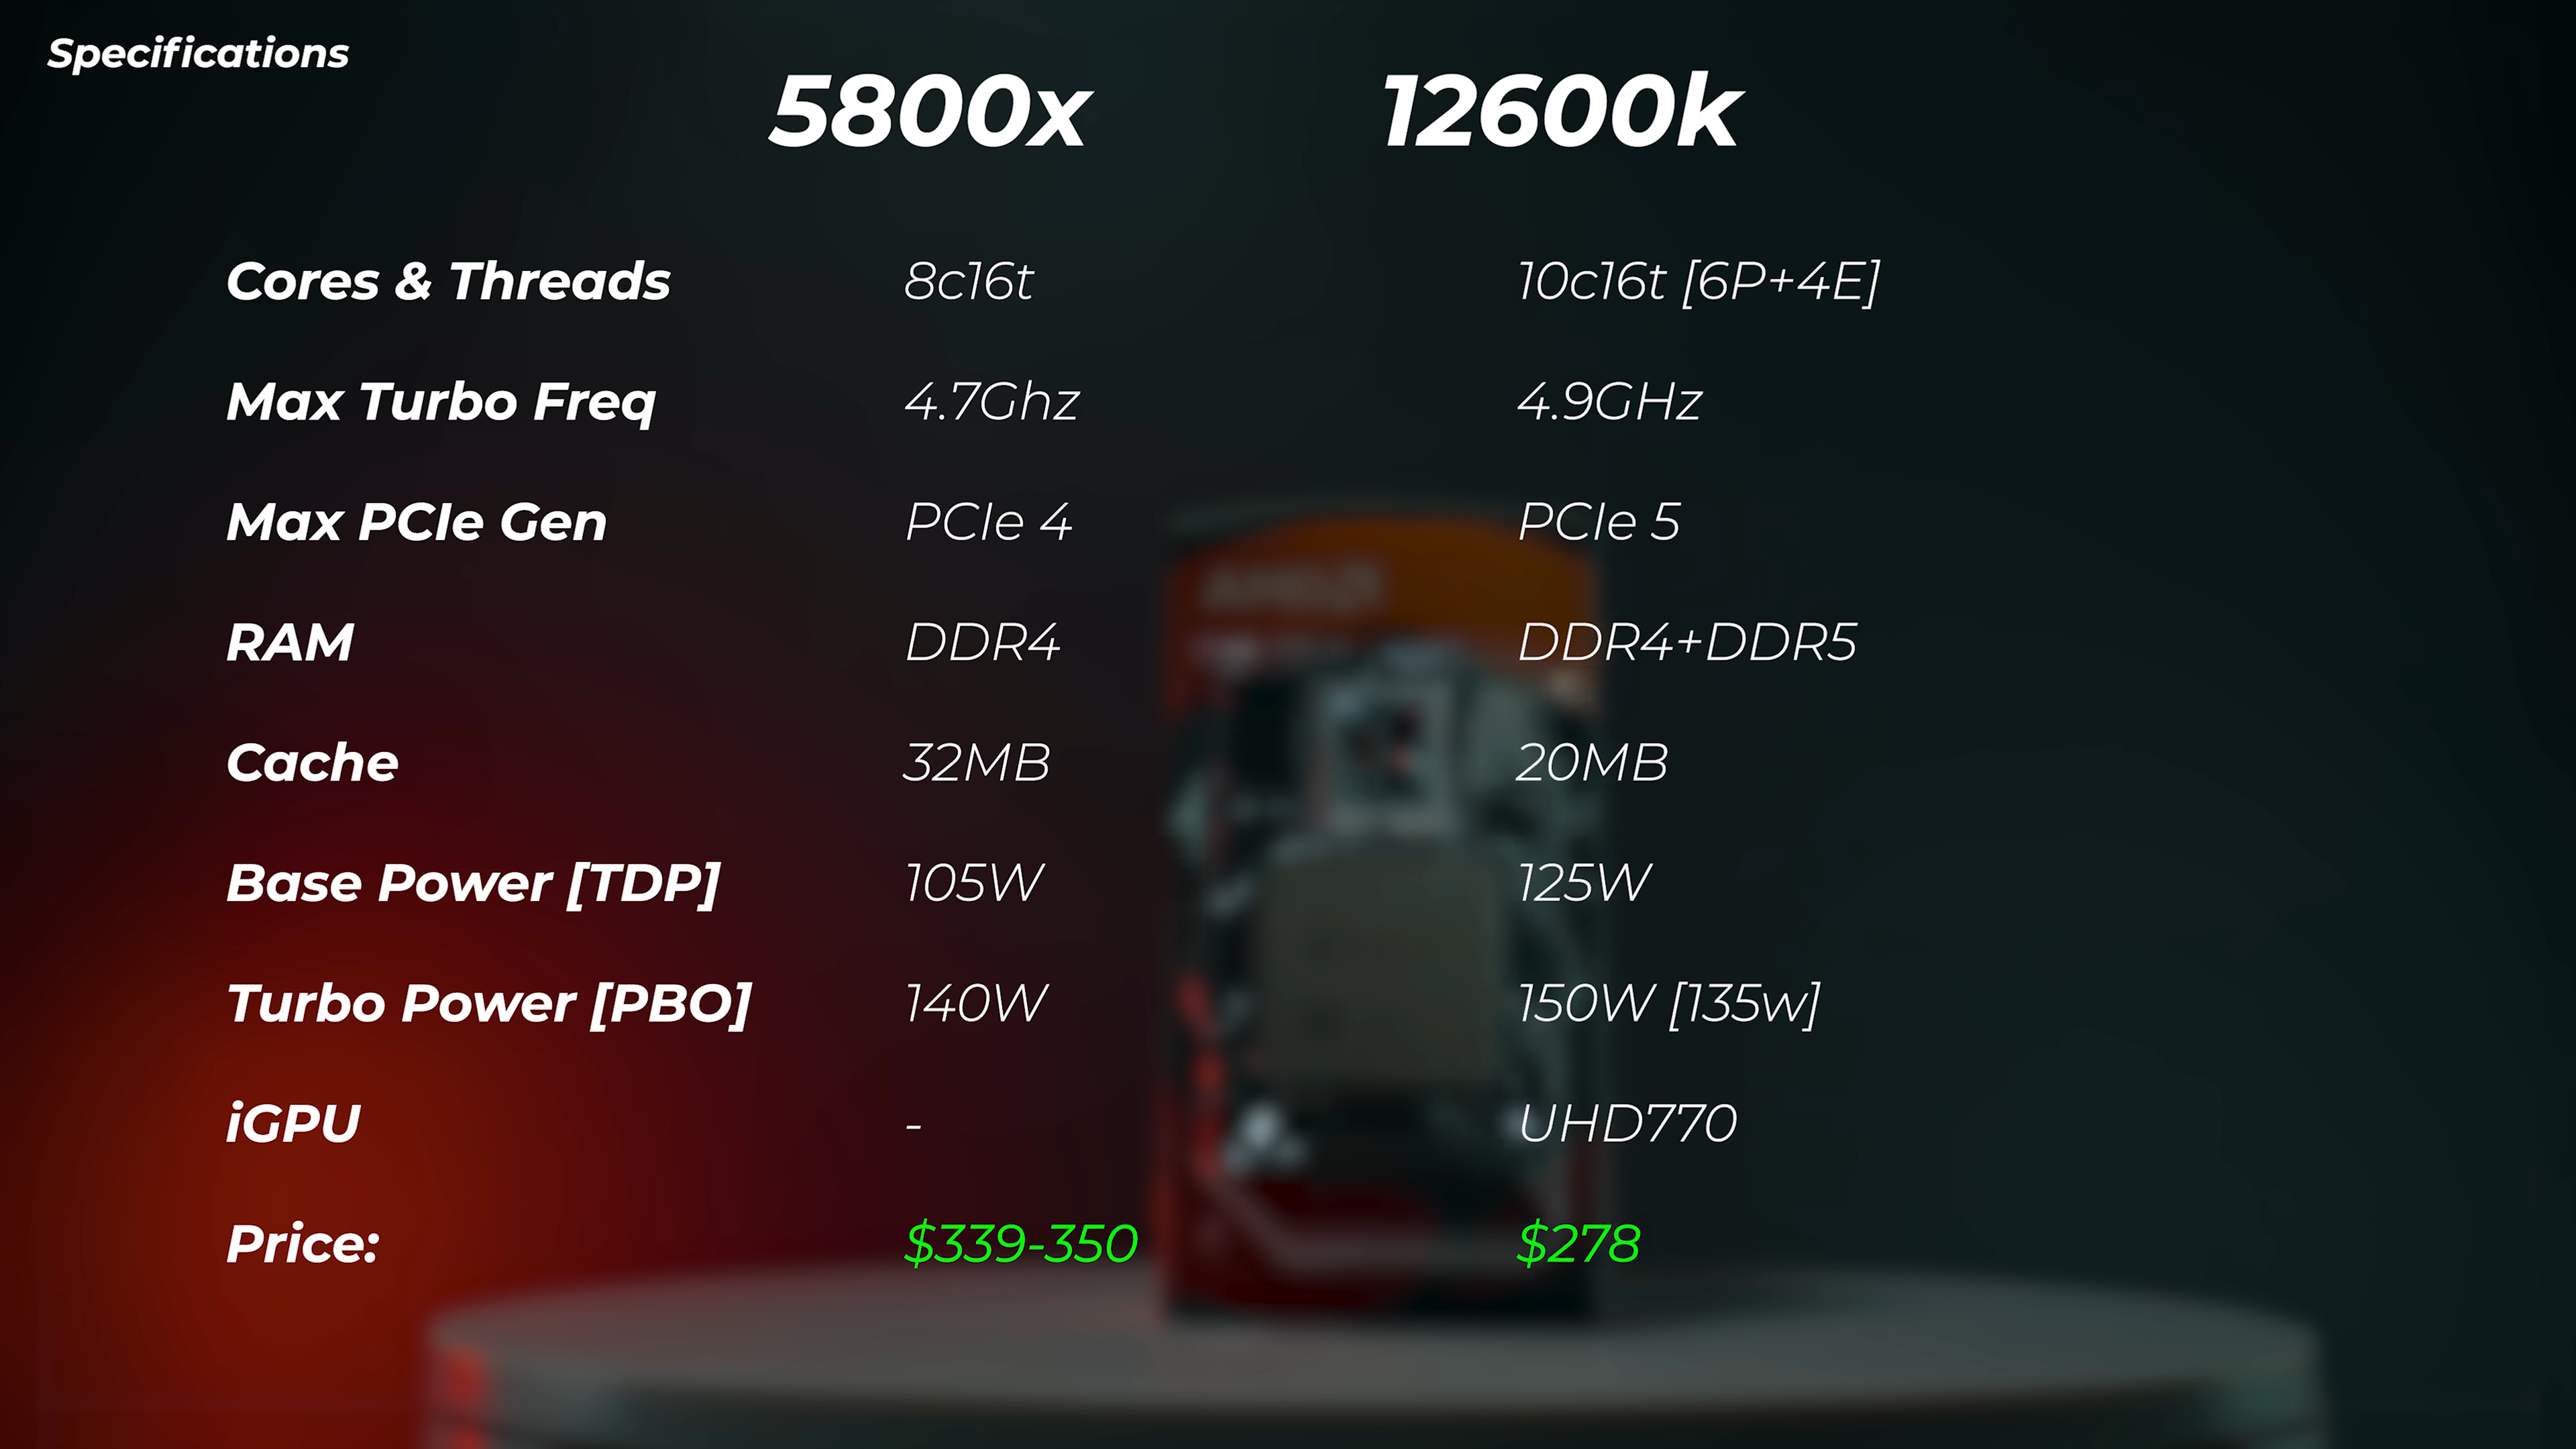 Specifications
5800x 12600k
Cores & Threads 8c16t 10c16t [6P+4E]
Max Turbo Freq 4.7Ghz 4.9GHz
Max PCIe Gen PCIe 4 PCIe 5
RAM DDR4 DDR4+DDR5
Cache 32MB 20MB
Base Power [TDP] 105W 125W
Turbo Power [PBO] 140W 150W [135w]
iGPU - UHD770
Price: $339-350 $278
AMD